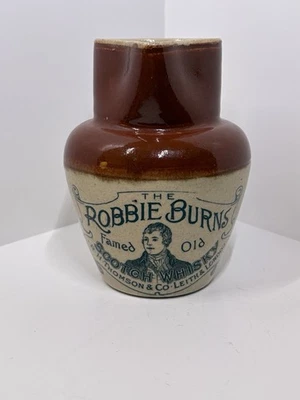 THE
ROBBIE BURNS
Famed Old
SCOTCH WHISKY
THOMSON & CO. LEITH &